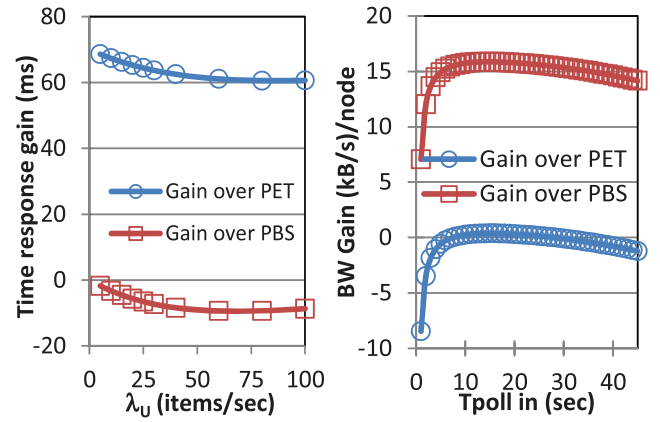 Time response gain (ms)
80
60
40
20
0
-20
Gain over PET
Gain over PBS
0
25
50
75
100
λU (items/sec)
BW Gain (kB/s)/node
20
15
10
5
0
-5
-10
Gain over PET
Gain over PBS
0
10
20
30
40
Tpoll in (sec)